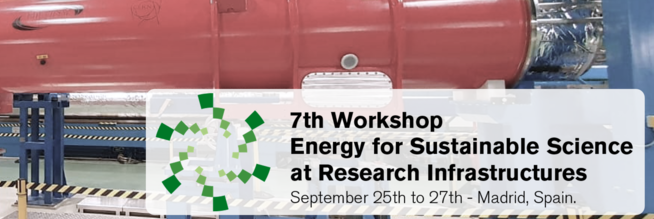 7th Workshop
Energy for Sustainable Science
at Research Infrastructures
September 25th to 27th - Madrid, Spain.